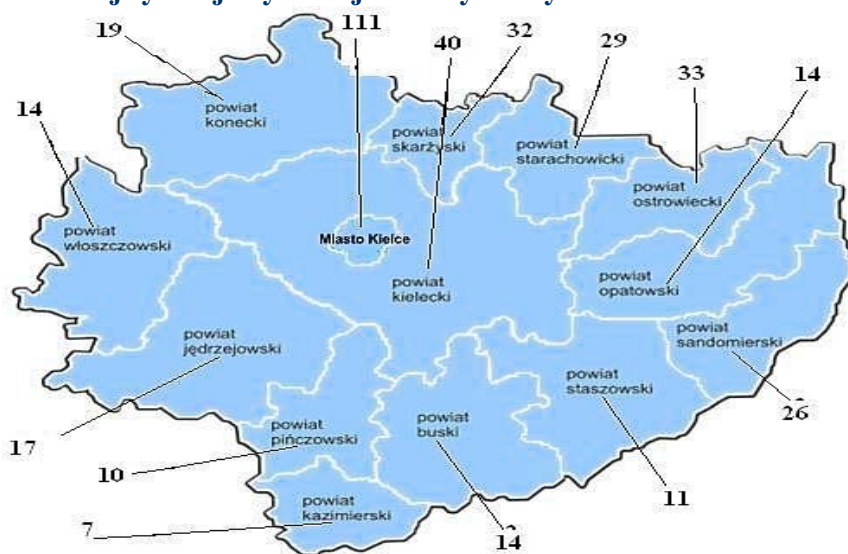 19
111
40
32
29
33
14
14
powiat
konecki
powiat
skarżyski
powiat
starachowicki
powiat
ostrowiecki
powiat
włoszczowski
Miasto Kielce
powiat
kielecki
powiat
opatowski
powiat
sandomierski
powiat
jędrzejowski
powiat
staszowski
26
powiat
pińczowski
powiat
buski
17
10
11
powiat
kazimierski
7
14